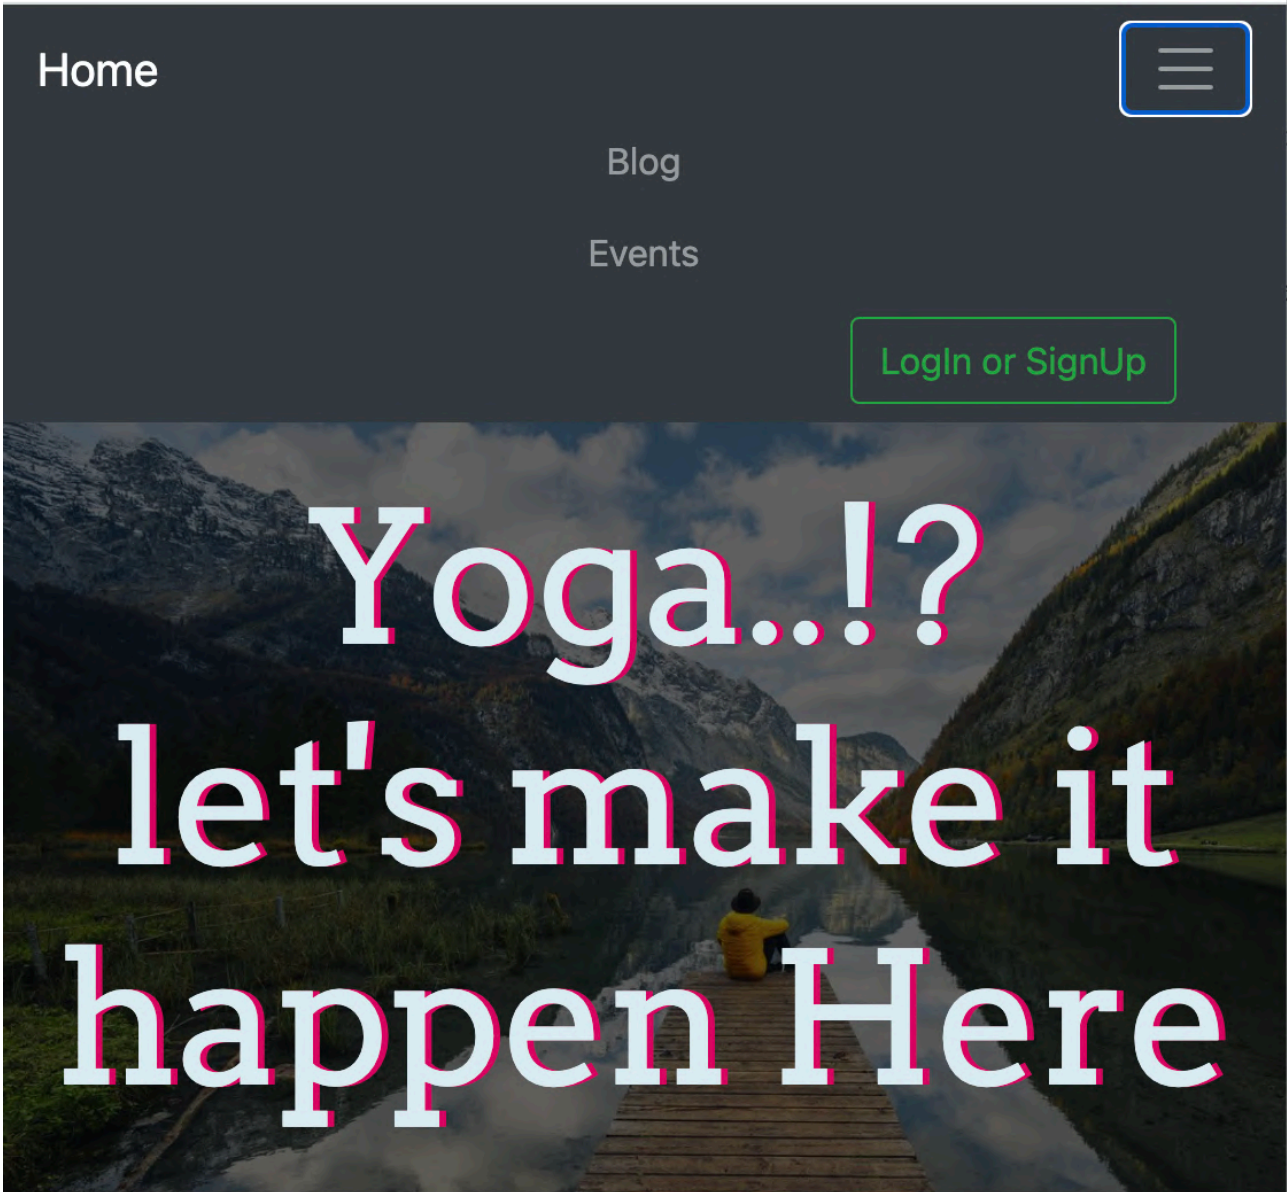 Home
Blog
Events
LogIn or SignUp
Yoga..!?
let's make it
happen Here